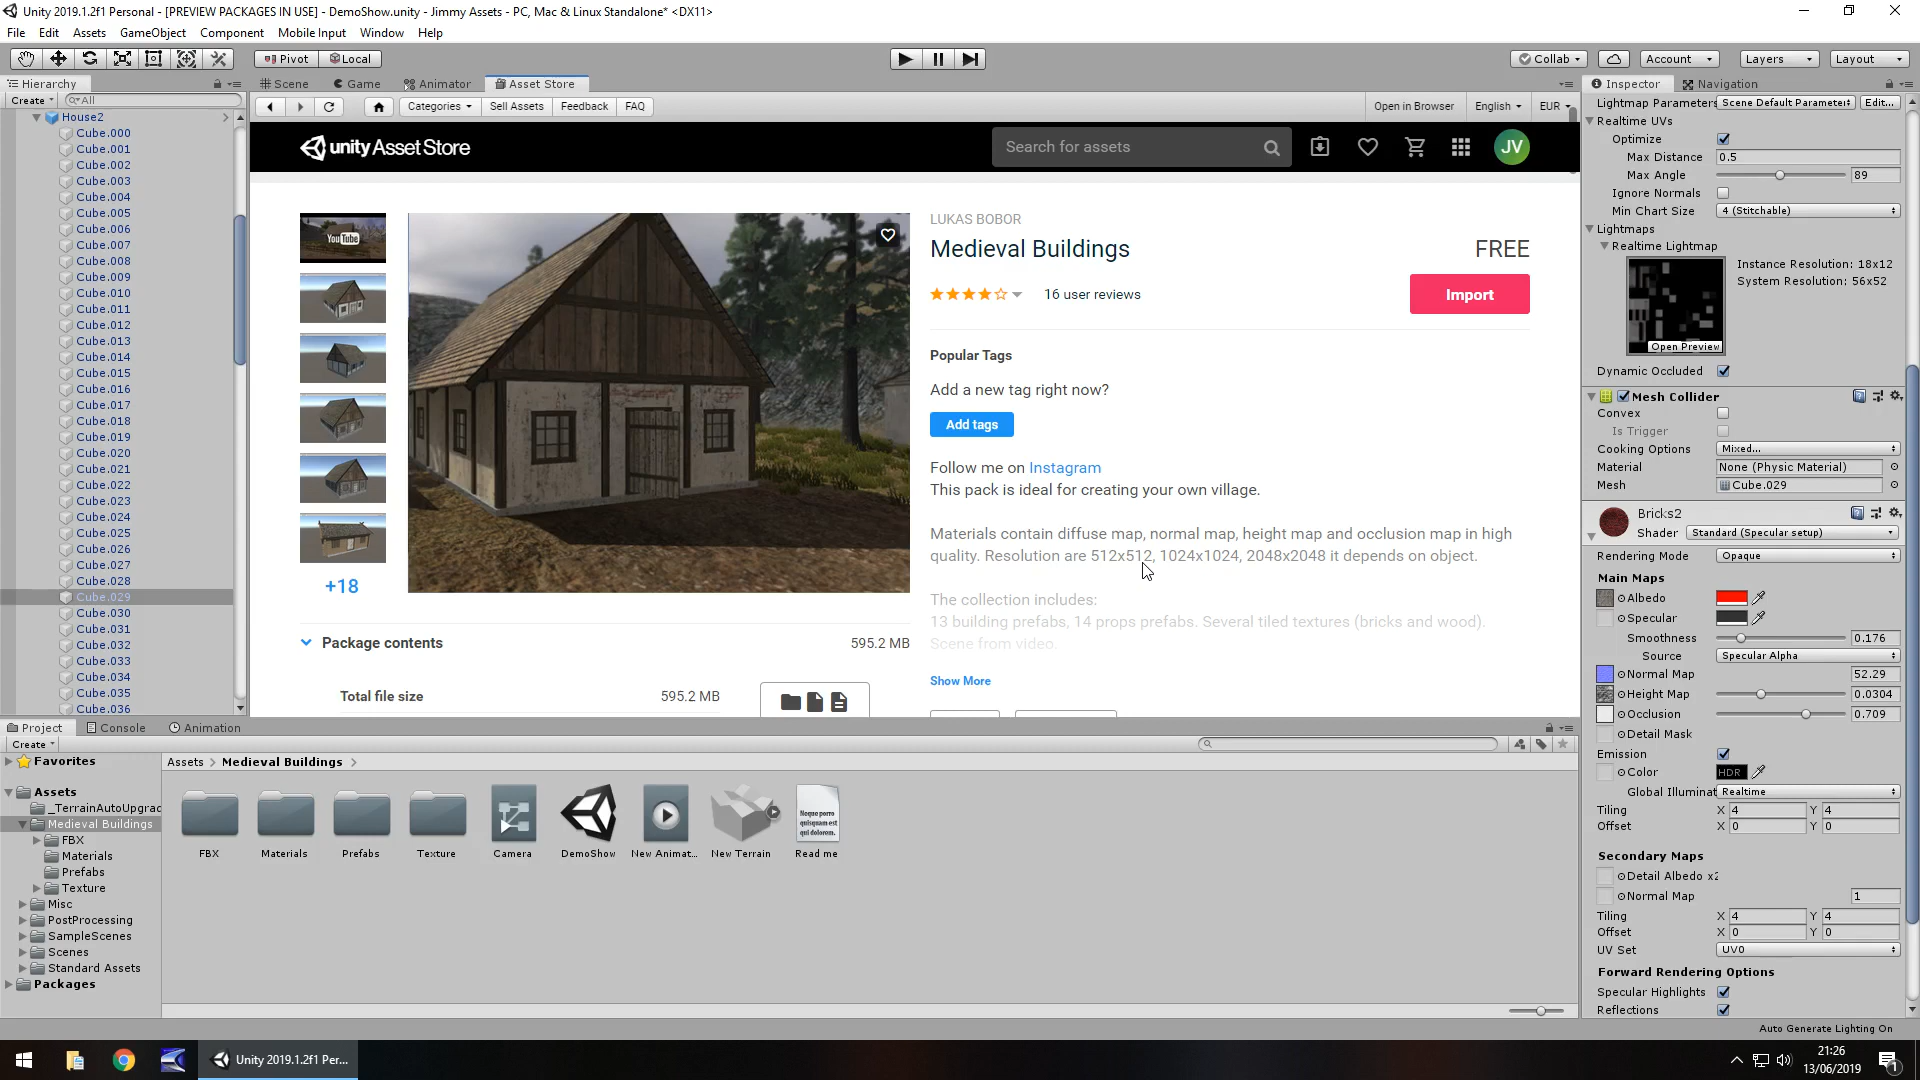 Unity 2019.1.2f1 Personal - [PREVIEW PACKAGES IN USE] - DemoShow.unity - Jimmy Assets - PC, Mac & Linux Standalone* <DX11>
File Edit Assets GameObject Component Mobile Input Window Help
Pivot Local Collab Account Layers Layout
Hierarchy Scene Game Animator Asset Store Inspector Navigation
Create All
Categories Sell Assets Feedback FAQ Open in Browser English EUR
House2
Cube.000
Cube.001
Cube.002
Cube.003
Cube.004
Cube.005
Cube.006
Cube.007
Cube.008
Cube.009
Cube.010
Cube.011
Cube.012
Cube.013
Cube.014
Cube.015
Cube.016
Cube.017
Cube.018
Cube.019
Cube.020
Cube.021
Cube.022
Cube.023
Cube.024
Cube.025
Cube.026
Cube.027
Cube.028
Cube.029
Cube.030
Cube.031
Cube.032
Cube.033
Cube.034
Cube.035
Cube.036
unity Asset Store Search for assets JV
YouTube
+18
LUKAS BOBOR
Medieval Buildings FREE
16 user reviews Import
Popular Tags
Add a new tag right now?
Add tags
Follow me on Instagram
This pack is ideal for creating your own village.
Materials contain diffuse map, normal map, height map and occlusion map in high
quality. Resolution are 512x512, 1024x1024, 2048x2048 it depends on object.
The collection includes:
13 building prefabs, 14 props prefabs. Several tiled textures (bricks and wood).
Scene from video.
Show More
Package contents 595.2 MB
Total file size 595.2 MB
Lightmap Parameters Scene Default Parameter Edit...
Realtime UVs
Optimize
Max Distance 0.5
Max Angle 89
Ignore Normals
Min Chart Size 4 (Stitchable)
Lightmaps
Realtime Lightmap
Instance Resolution: 18x12
System Resolution: 56x52
Open Preview
Dynamic Occluded
Mesh Collider
Convex
Is Trigger
Cooking Options Mixed...
Material None (Physic Material)
Mesh Cube.029
Bricks2
Shader Standard (Specular setup)
Rendering Mode Opaque
Main Maps
Albedo
Specular
Smoothness 0.176
Source Specular Alpha
Normal Map 52.29
Height Map 0.0304
Occlusion 0.709
Detail Mask
Emission
Color HDR
Global Illuminat Realtime
Tiling X 4 Y 4
Offset X 0 Y 0
Secondary Maps
Detail Albedo x2
Normal Map 1
Tiling X 4 Y 4
Offset X 0 Y 0
UV Set UV0
Forward Rendering Options
Specular Highlights
Reflections
Project Console Animation
Create
Favorites
Assets
_TerrainAutoUpgrad
Medieval Buildings
FBX
Materials
Prefabs
Texture
Misc
PostProcessing
SampleScenes
Scenes
Standard Assets
Packages
Assets > Medieval Buildings >
Neque porro
quisquam est
qui dolorem.
FBX Materials Prefabs Texture Camera DemoShow New Animat... New Terrain Read me
Auto Generate Lighting On
Unity 2019.1.2f1 Per...
21:26
13/06/2019
1